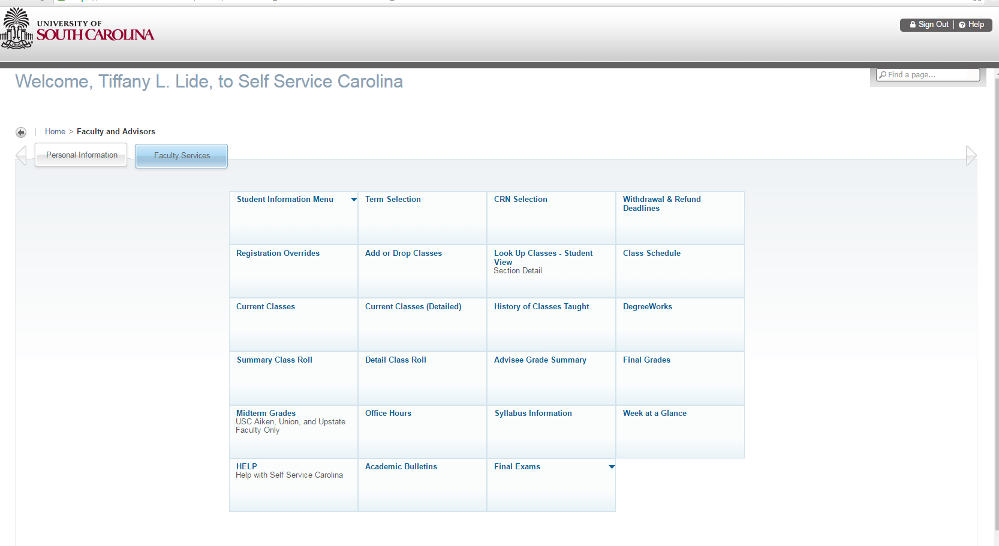 UNIVERSITY OF
SOUTH CAROLINA
Sign Out | Help
Welcome, Tiffany L. Lide, to Self Service Carolina
Find a page...
Home > Faculty and Advisors
Personal Information
Faculty Services
Student Information Menu
Term Selection
CRN Selection
Withdrawal & Refund
Deadlines
Registration Overrides
Add or Drop Classes
Look Up Classes - Student
View
Section Detail
Class Schedule
Current Classes
Current Classes (Detailed)
History of Classes Taught
DegreeWorks
Summary Class Roll
Detail Class Roll
Advisee Grade Summary
Final Grades
Midterm Grades
USC Aiken, Union, and Upstate
Faculty Only
Office Hours
Syllabus Information
Week at a Glance
HELP
Help with Self Service Carolina
Academic Bulletins
Final Exams